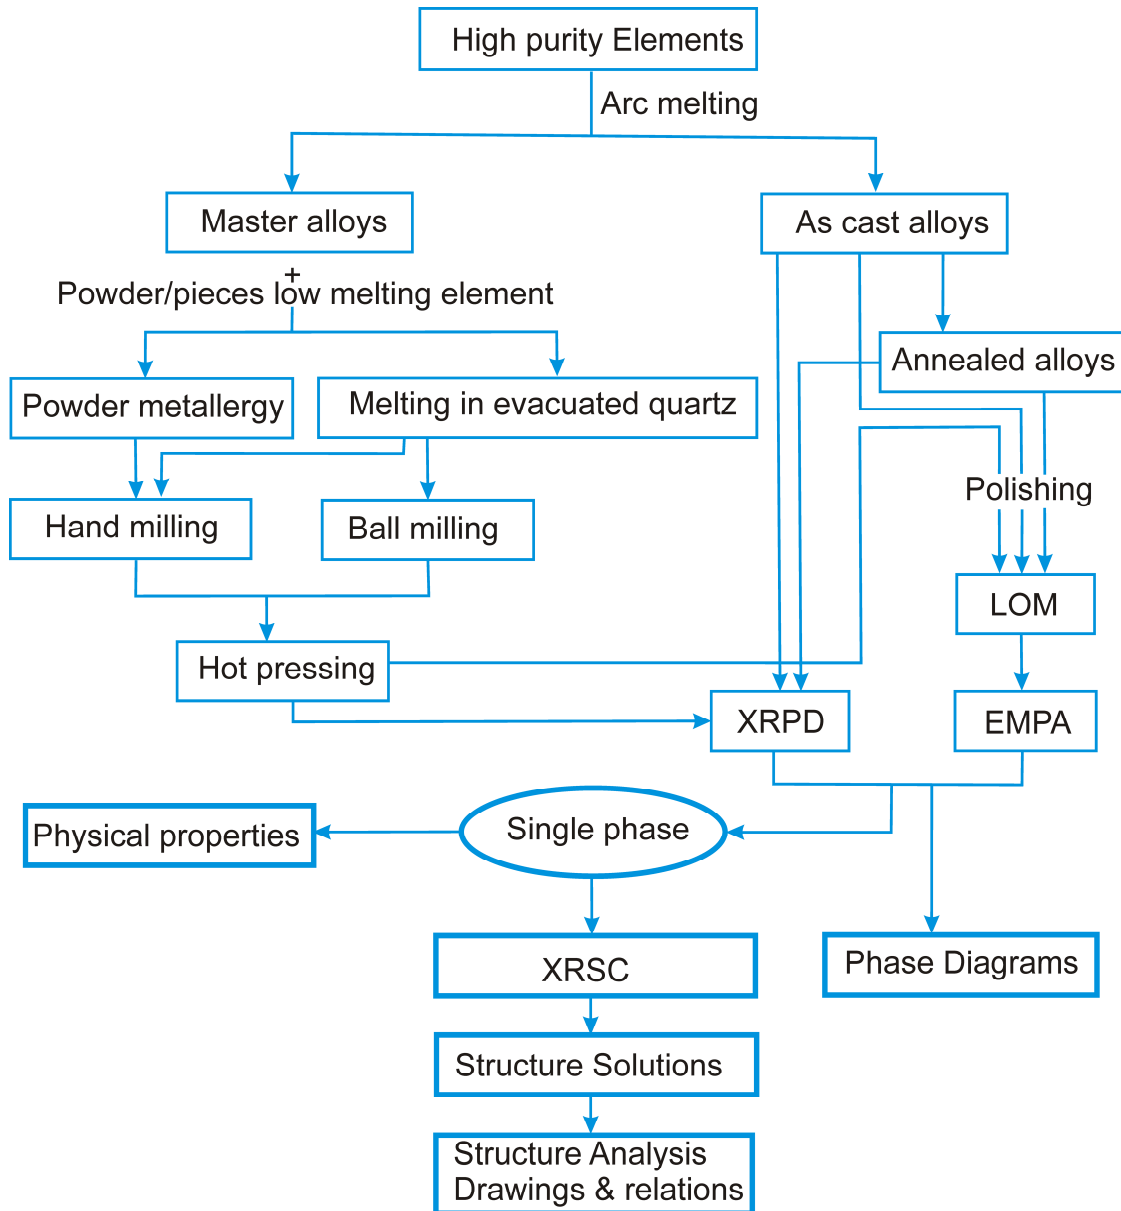 High purity Elements
Arc melting
Master alloys
As cast alloys
+
Powder/pieces low melting element
Annealed alloys
Powder metallergy
Melting in evacuated quartz
Polishing
Hand milling
Ball milling
LOM
Hot pressing
XRPD
EMPA
Physical properties
Single phase
Phase Diagrams
XRSC
Structure Solutions
Structure Analysis
Drawings & relations